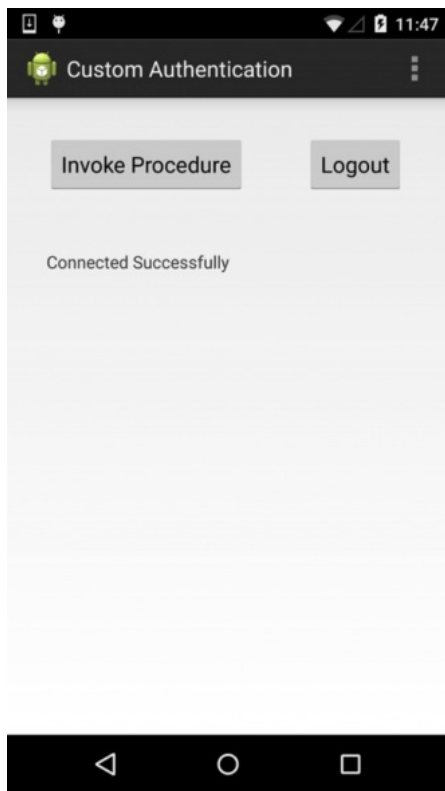 11:47
Custom Authentication
Invoke Procedure
Logout
Connected Successfully